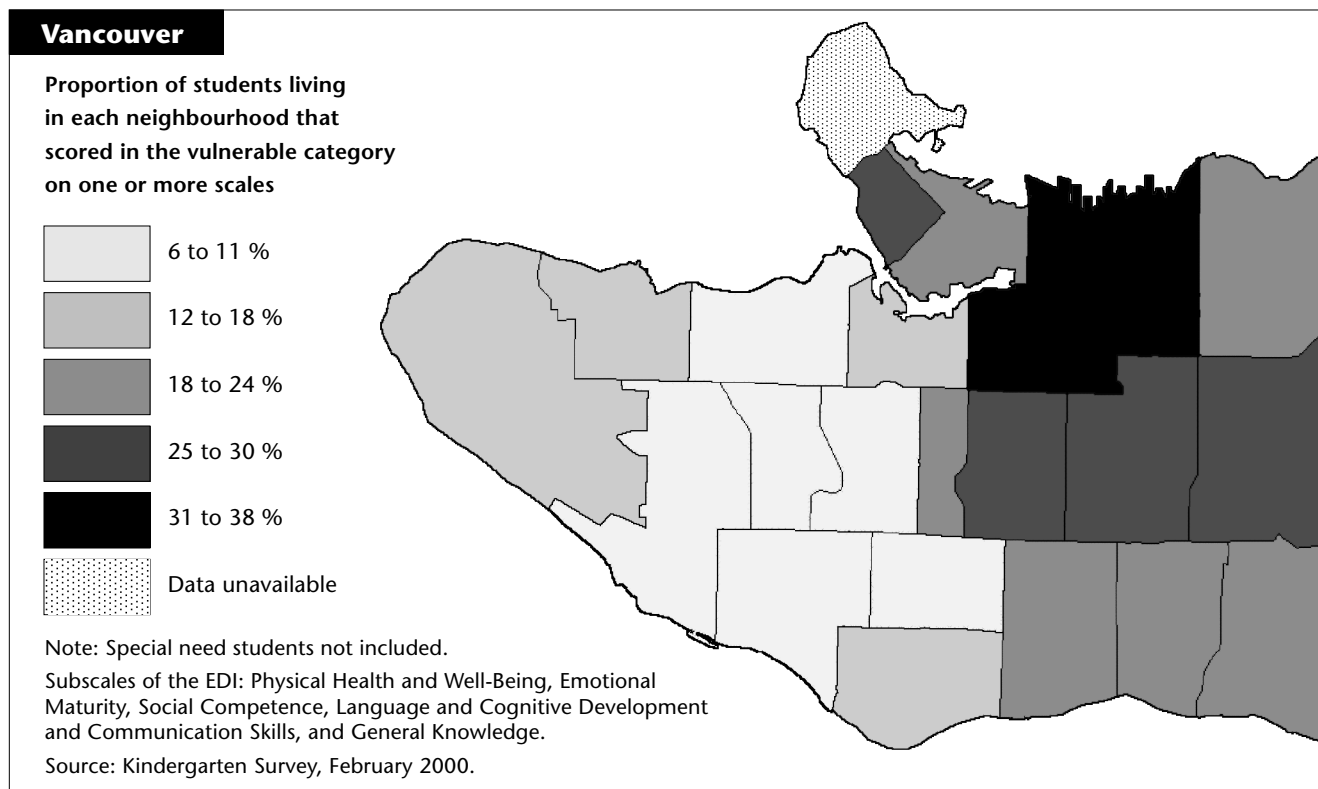 Vancouver
Proportion of students living
in each neighbourhood that
scored in the vulnerable category
on one or more scales
6 to 11 %
12 to 18 %
18 to 24 %
25 to 30 %
31 to 38 %
Data unavailable
Note: Special need students not included.
Subscales of the EDI: Physical Health and Well-Being, Emotional
Maturity, Social Competence, Language and Cognitive Development
and Communication Skills, and General Knowledge.
Source: Kindergarten Survey, February 2000.